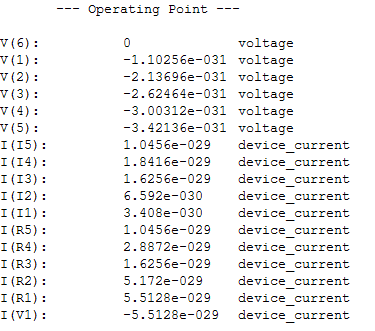 --- Operating Point ---
V(6): 0 voltage
V(1): -1.10256e-031 voltage
V(2): -2.13696e-031 voltage
V(3): -2.62464e-031 voltage
V(4): -3.00312e-031 voltage
V(5): -3.42136e-031 voltage
I(I5): 1.0456e-029 device_current
I(I4): 1.8416e-029 device_current
I(I3): 1.6256e-029 device_current
I(I2): 6.592e-030 device_current
I(I1): 3.408e-030 device_current
I(R5): 1.0456e-029 device_current
I(R4): 2.8872e-029 device_current
I(R3): 1.6256e-029 device_current
I(R2): 5.172e-029 device_current
I(R1): 5.5128e-029 device_current
I(V1): -5.5128e-029 device_current